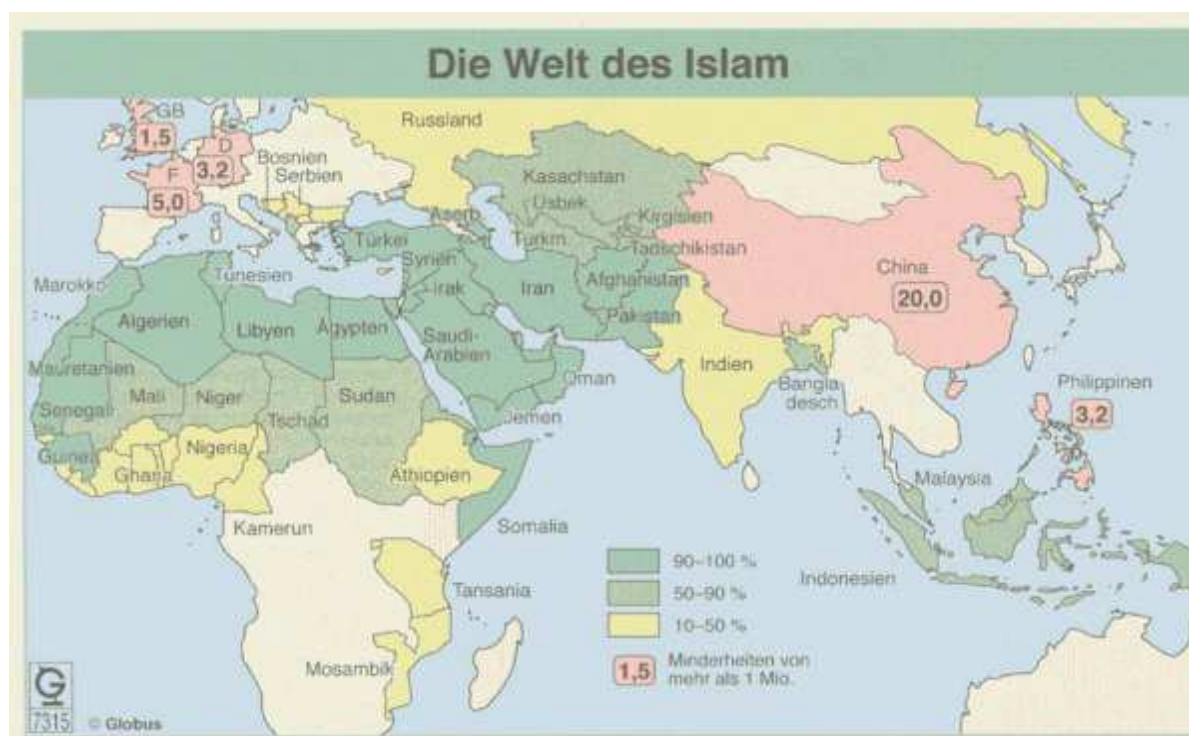 Die Welt des Islam
GB
1,5
D
3,2
F
5,0
Bosnien
Serbien
Russland
Kasachstan
Usbek.
Kirgisien
Aserb.
Turkm.
Tadschikistan
Türkei
Syrien
Irak
Iran
Afghanistan
Pakistan
China
20,0
Marokko
Tunesien
Algerien
Libyen
Ägypten
Saudi-
Arabien
Oman
Jemen
Indien
Bangla
desch
Philippinen
3,2
Mauretanien
Mali
Niger
Tschad
Sudan
Senegal
Guinea
Ghana
Nigeria
Äthiopien
Kamerun
Somalia
Malaysia
Indonesien
Tansania
Mosambik
90–100 %
50–90 %
10–50 %
1,5
Minderheiten von
mehr als 1 Mio.
G
7315
© Globus